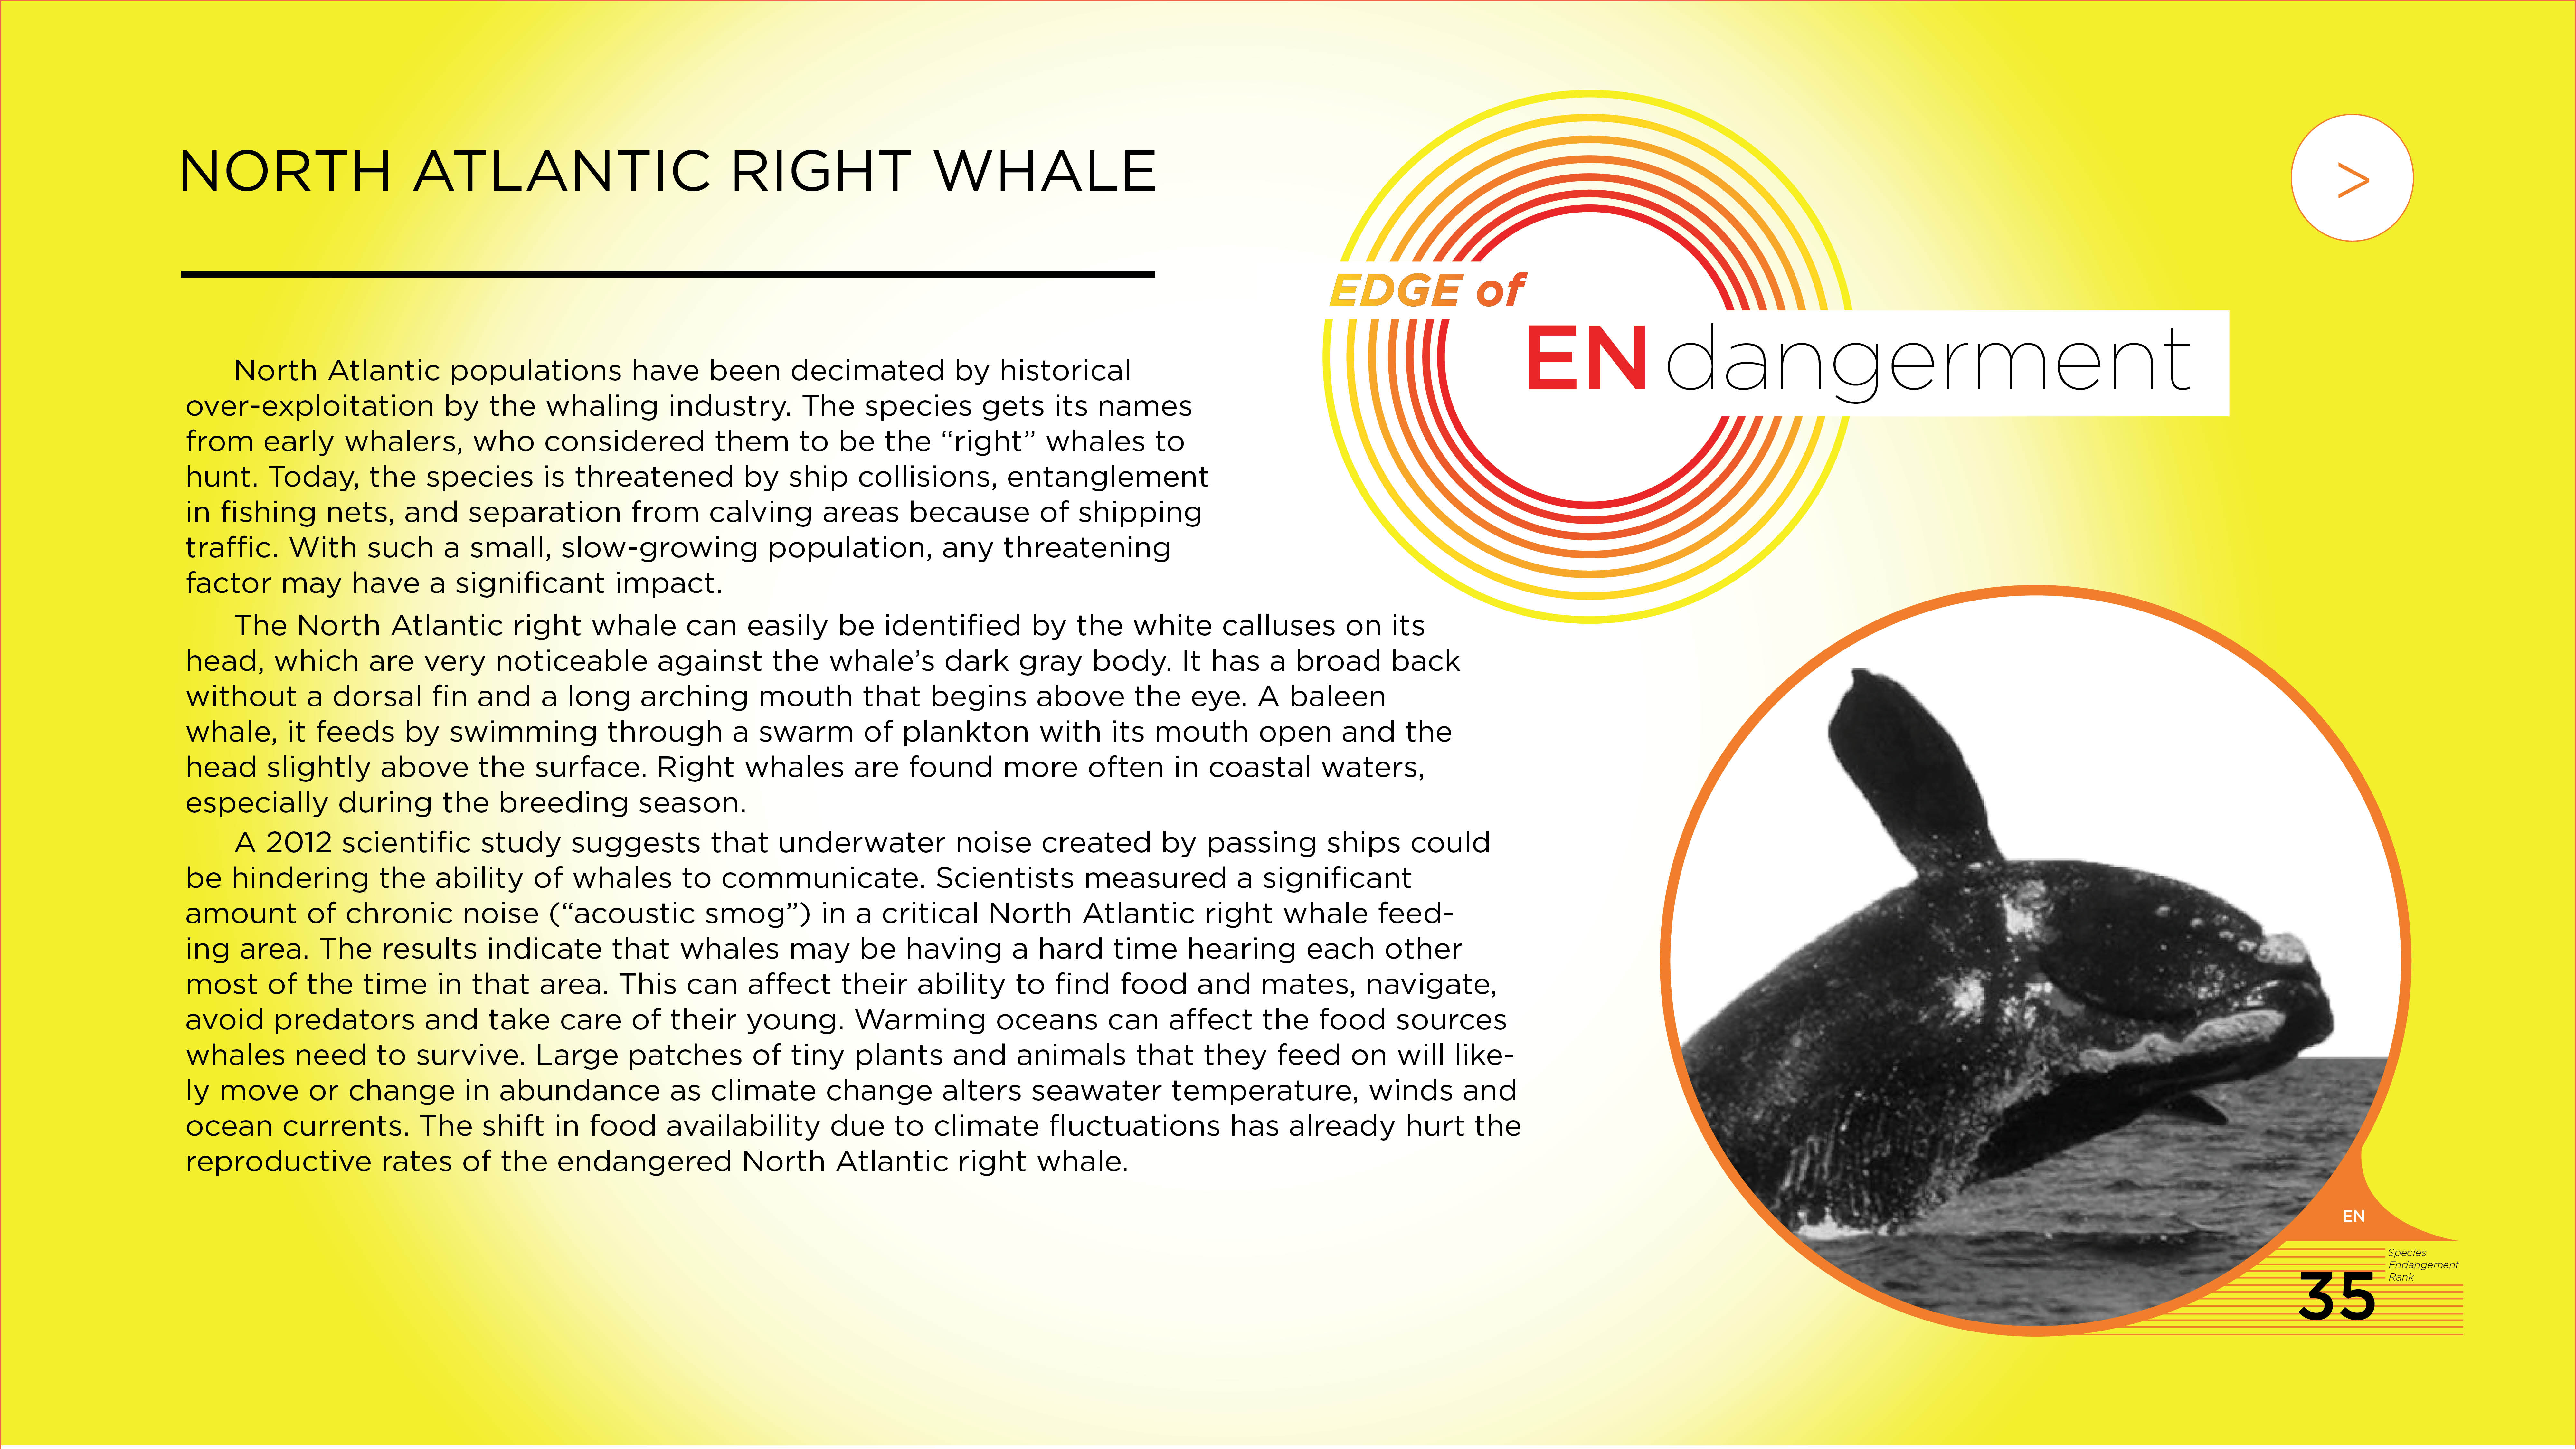 NORTH ATLANTIC RIGHT WHALE
>
EDGE of
ENdangerment
North Atlantic populations have been decimated by historical
over-exploitation by the whaling industry. The species gets its names
from early whalers, who considered them to be the “right” whales to
hunt. Today, the species is threatened by ship collisions, entanglement
in fishing nets, and separation from calving areas because of shipping
traffic. With such a small, slow-growing population, any threatening
factor may have a significant impact.
The North Atlantic right whale can easily be identified by the white calluses on its
head, which are very noticeable against the whale’s dark gray body. It has a broad back
without a dorsal fin and a long arching mouth that begins above the eye. A baleen
whale, it feeds by swimming through a swarm of plankton with its mouth open and the
head slightly above the surface. Right whales are found more often in coastal waters,
especially during the breeding season.
A 2012 scientific study suggests that underwater noise created by passing ships could
be hindering the ability of whales to communicate. Scientists measured a significant
amount of chronic noise (“acoustic smog”) in a critical North Atlantic right whale feed-
ing area. The results indicate that whales may be having a hard time hearing each other
most of the time in that area. This can affect their ability to find food and mates, navigate,
avoid predators and take care of their young. Warming oceans can affect the food sources
whales need to survive. Large patches of tiny plants and animals that they feed on will like-
ly move or change in abundance as climate change alters seawater temperature, winds and
ocean currents. The shift in food availability due to climate fluctuations has already hurt the
reproductive rates of the endangered North Atlantic right whale.
EN
35
Species
Endangement
Rank